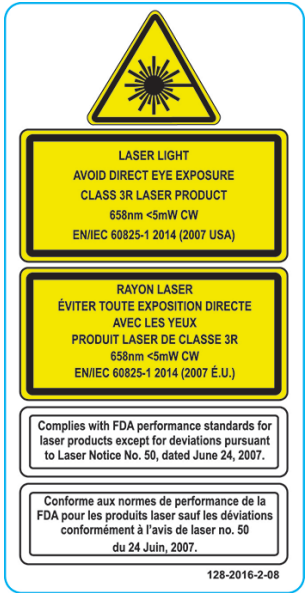 LASER LIGHT
AVOID DIRECT EYE EXPOSURE
CLASS 3R LASER PRODUCT
658nm <5mW CW
EN/IEC 60825-1 2014 (2007 USA)
RAYON LASER
ÉVITER TOUTE EXPOSITION DIRECTE
AVEC LES YEUX
PRODUIT LASER DE CLASSE 3R
658nm <5mW CW
EN/IEC 60825-1 2014 (2007 É.U.)
Complies with FDA performance standards for
laser products except for deviations pursuant
to Laser Notice No. 50, dated June 24, 2007.
Conforme aux normes de performance de la
FDA pour les produits laser sauf les déviations
conformément à l’avis de laser no. 50
du 24 Juin, 2007.
128-2016-2-08